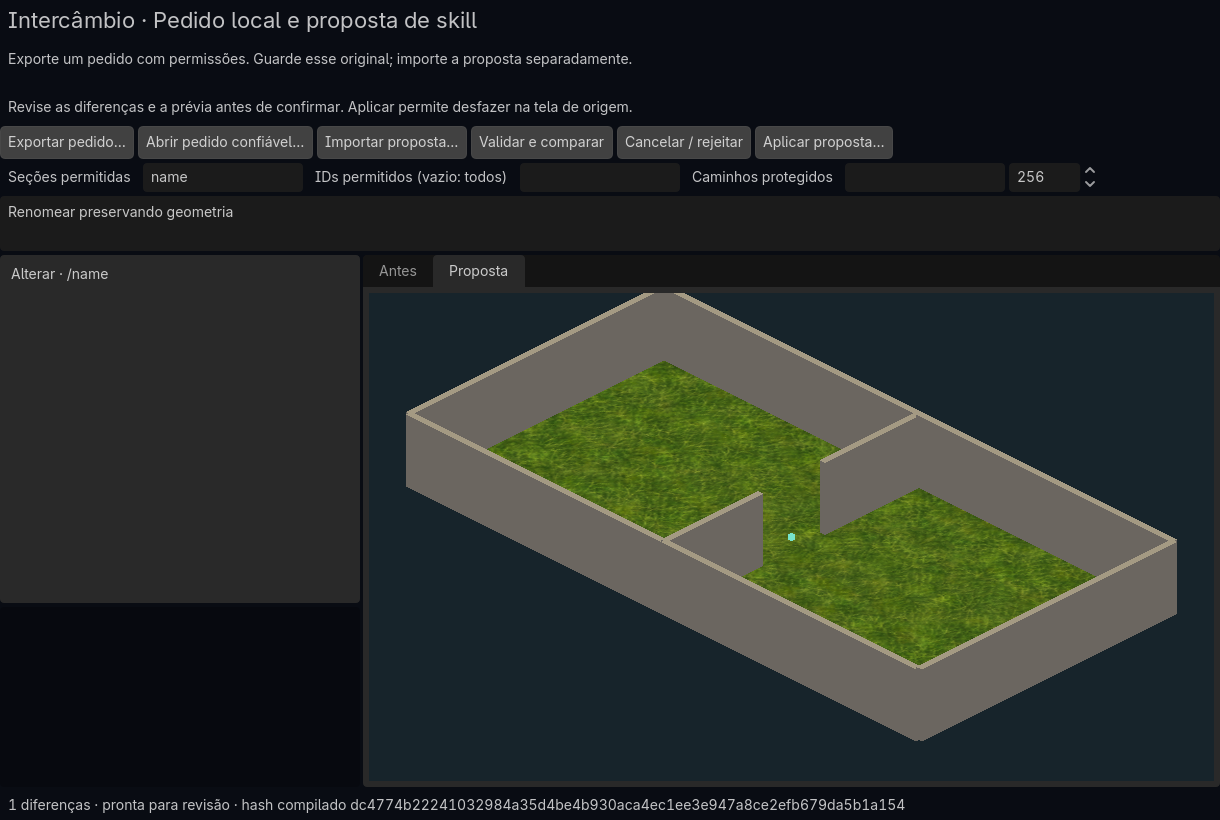 Intercâmbio · Pedido local e proposta de skill
Exporte um pedido com permissões. Guarde esse original; importe a proposta separadamente.
Revise as diferenças e a prévia antes de confirmar. Aplicar permite desfazer na tela de origem.
Exportar pedido... Abrir pedido confiável... Importar proposta... Validar e comparar Cancelar / rejeitar Aplicar proposta...
Seções permitidas name IDs permitidos (vazio: todos) Caminhos protegidos 256
Renomear preservando geometria
Alterar · /name
Antes Proposta
1 diferenças · pronta para revisão · hash compilado dc4774b22241032984a35d4be4b930aca4ec1ee3e947a8ce2efb679da5b1a154